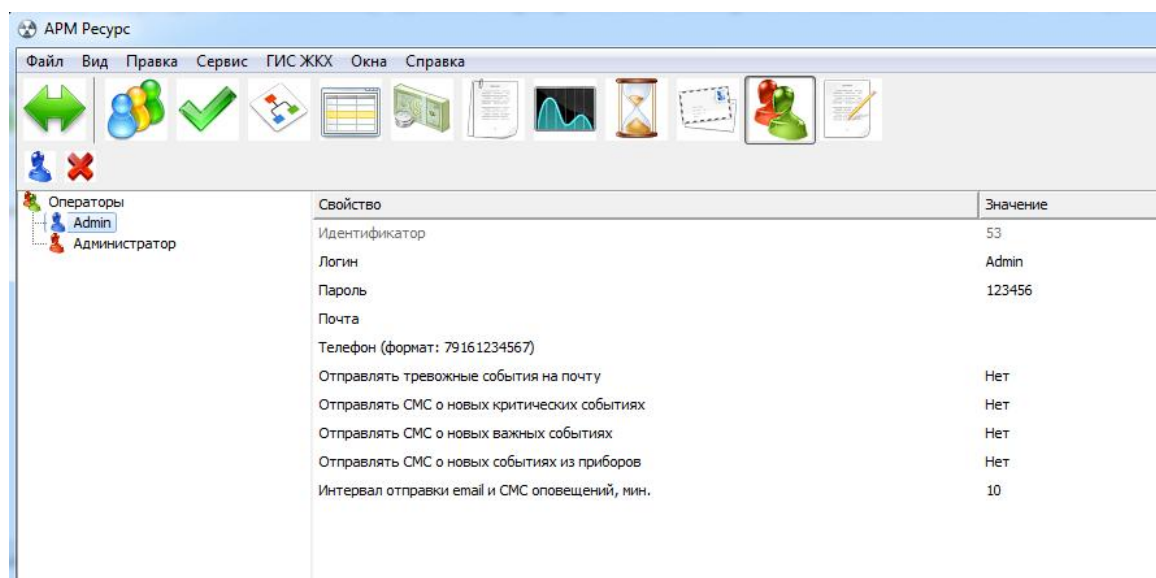 АРМ Ресурс
Файл Вид Правка Сервис ГИС ЖКХ Окна Справка
Операторы
Admin
Администратор
Свойство Значение
Идентификатор 53
Логин Admin
Пароль 123456
Почта
Телефон (формат: 79161234567)
Отправлять тревожные события на почту Нет
Отправлять СМС о новых критических событиях Нет
Отправлять СМС о новых важных событиях Нет
Отправлять СМС о новых событиях из приборов Нет
Интервал отправки email и СМС оповещений, мин. 10